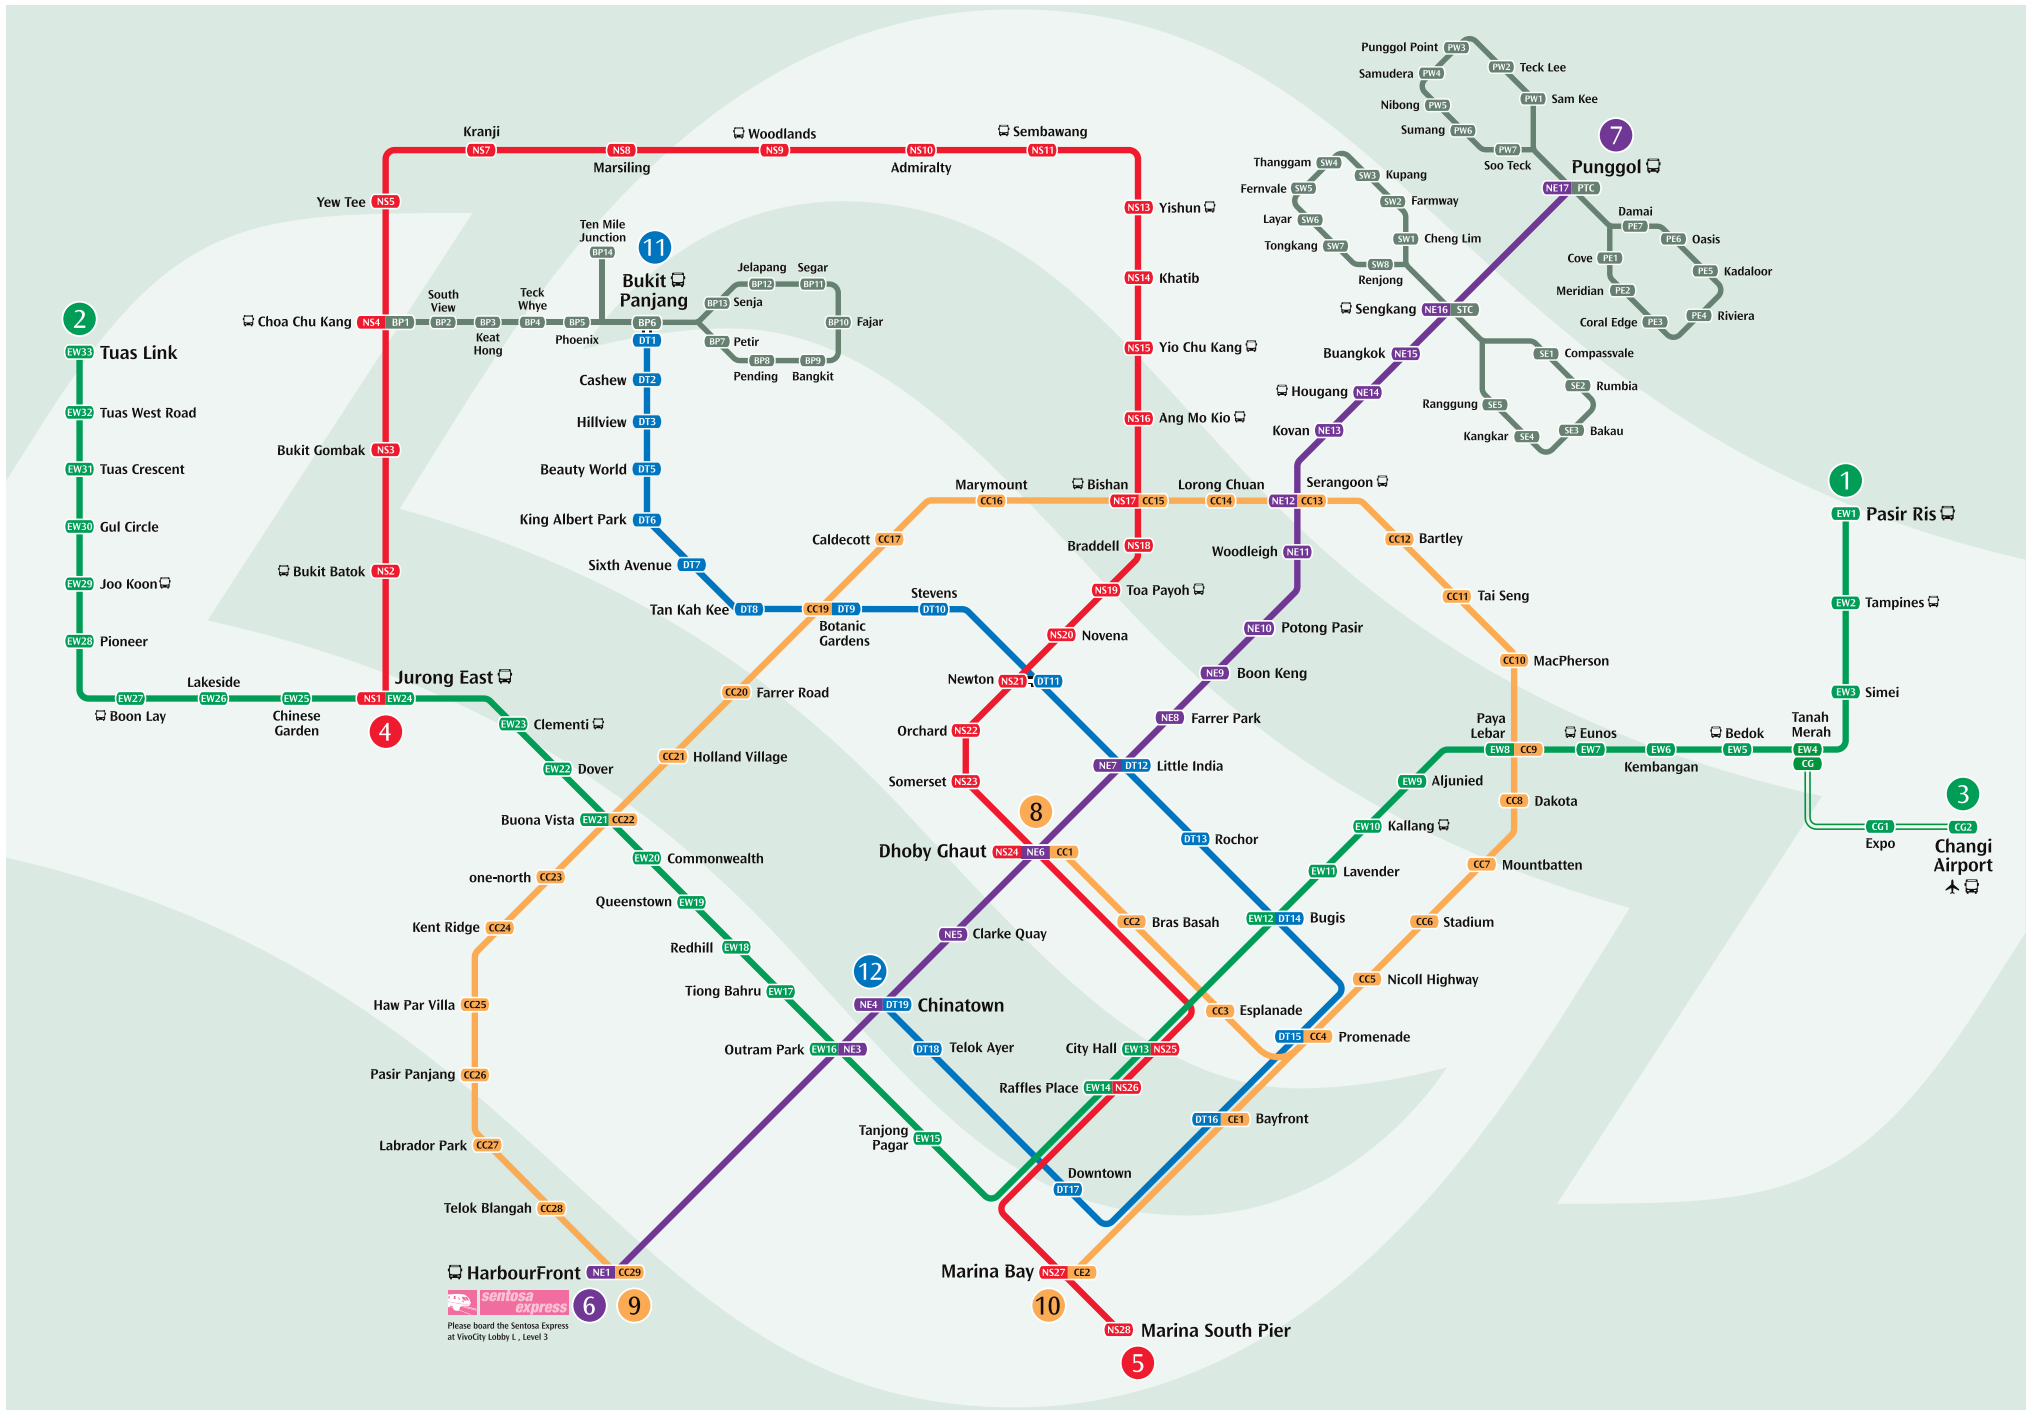 Punggol Point PW3
PW2 Teck Lee
Samudera PW4
PW1 Sam Kee
Nibong PW5
Sumang PW6
PW7
Soo Teck
7
Punggol
NE17 PTC
Kranji
NS7
NS8
Marsiling
Woodlands
NS9
NS10
Admiralty
Sembawang
NS11
Thanggam SW4
SW3 Kupang
Fernvale SW5
SW2 Farmway
Layar SW6
SW1 Cheng Lim
Tongkang SW7
SW8
Renjong
Damai
PE7
PE6 Oasis
Cove PE1
PE5 Kadaloor
Meridian PE2
Coral Edge PE3
PE4 Riviera
Yew Tee NS5
NS13 Yishun
NS14 Khatib
NS15 Yio Chu Kang
NS16 Ang Mo Kio
Ten Mile
Junction
BP14
11
Bukit
Panjang
BP6
DT1
Jelapang
BP12
Segar
BP11
BP13 Senja
BP10 Fajar
BP7 Petir
BP8
Pending
BP9
Bangkit
Choa Chu Kang NS4 BP1
South
View
BP2
BP3
Keat
Hong
Teck
Whye
BP4
BP5
Phoenix
Sengkang NE16 STC
Buangkok NE15
Hougang NE14
Kovan NE13
SE1 Compassvale
SE2 Rumbia
Ranggung SE5
Kangkar SE4
SE3 Bakau
2
EW33 Tuas Link
EW32 Tuas West Road
EW31 Tuas Crescent
EW30 Gul Circle
EW29 Joo Koon
EW28 Pioneer
EW27
Boon Lay
Lakeside
EW26
EW25
Chinese
Garden
Bukit Gombak NS3
Bukit Batok NS2
Jurong East
NS1 EW24
4
Cashew DT2
Hillview DT3
Beauty World DT5
King Albert Park DT6
Sixth Avenue DT7
Tan Kah Kee DT8
CC19 DT9
Botanic
Gardens
Stevens
DT10
Marymount
CC16
Bishan
NS17 CC15
Lorong Chuan
CC14
Serangoon
NE12 CC13
Caldecott CC17
Braddell NS18
NS19 Toa Payoh
NS20 Novena
Newton NS21 DT11
Orchard NS22
Somerset NS23
Woodleigh NE11
NE10 Potong Pasir
NE9 Boon Keng
NE8 Farrer Park
NE7 DT12 Little India
CC12 Bartley
CC11 Tai Seng
CC10 MacPherson
1
EW1 Pasir Ris
EW2 Tampines
EW3 Simei
Tanah
Merah
EW4
CG
Paya
Lebar
EW8 CC9
Eunos
EW7
EW6
Kembangan
Bedok
EW5
3
CG1
Expo
CG2
Changi
Airport
EW23 Clementi
EW22 Dover
CC20 Farrer Road
CC21 Holland Village
Buona Vista EW21 CC22
EW20 Commonwealth
Queenstown EW19
Redhill EW18
Tiong Bahru EW17
Outram Park EW16 NE3
Tanjong
Pagar
EW15
one-north CC23
Kent Ridge CC24
Haw Par Villa CC25
Pasir Panjang CC26
Labrador Park CC27
Telok Blangah CC28
8
Dhoby Ghaut NS24 NE6 CC1
CC2 Bras Basah
CC3 Esplanade
NE5 Clarke Quay
12
NE4 DT19 Chinatown
DT18 Telok Ayer
DT13 Rochor
EW12 DT14 Bugis
EW9 Aljunied
EW10 Kallang
EW11 Lavender
CC8 Dakota
CC7 Mountbatten
CC6 Stadium
CC5 Nicoll Highway
DT15 CC4 Promenade
City Hall EW13 NS25
Raffles Place EW14 NS26
DT16 CE1 Bayfront
Downtown
DT17
HarbourFront NE1 CC29
sentosa
express
6
9
Please board the Sentosa Express
at VivoCity Lobby L , Level 3
Marina Bay NS27 CE2
10
NS28 Marina South Pier
5